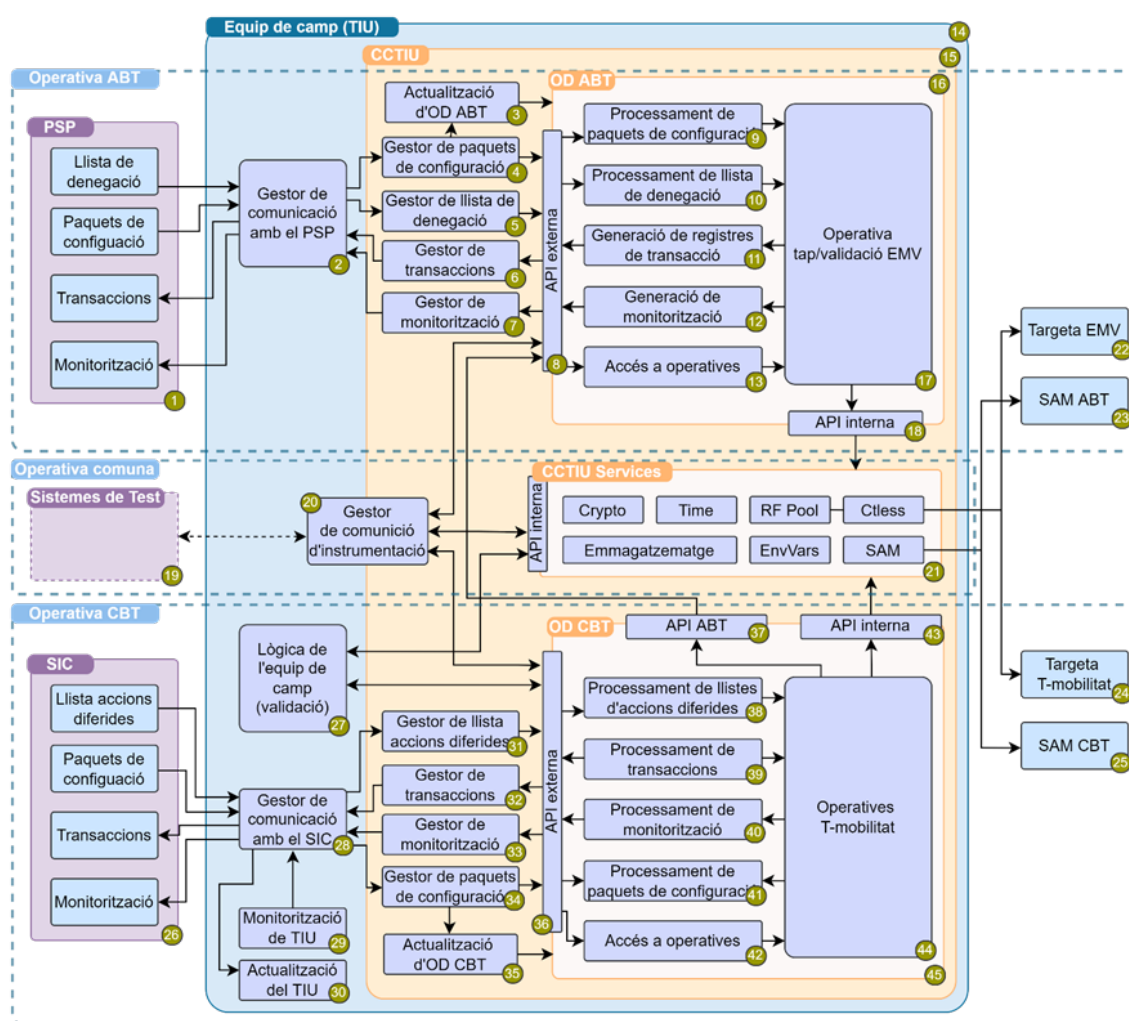 Equip de camp (TIU)
14
CCTIU
15
Operativa ABT
OD ABT
16
PSP
Llista de
denegació
Paquets de
configuació
Transaccions
Monitorització
1
Gestor de
comunicació
amb el PSP
2
Actualització
d'OD ABT
3
Gestor de paquets
de configuració
4
Gestor de llista de
denegació
5
Gestor de
transaccions
6
Gestor de
monitorització
7
API externa
8
Processament de
paquets de configuració
9
Processament de llista
de denegació
10
Generació de registres
de transacció
11
Generació de
monitorització
12
Accés a operatives
13
Operativa
tap/validació EMV
17
API interna
18
Targeta EMV
22
SAM ABT
23
Operativa comuna
Sistemes de Test
19
20
Gestor
de comunició
d'instrumentació
CCTIU Services
API interna
Crypto
Time
RF Pool
Ctless
Emmagatzematge
EnvVars
SAM
21
Operativa CBT
OD CBT
API ABT
37
API interna
43
SIC
Llista accions
diferides
Paquets de
configuació
Transaccions
Monitorització
26
Lògica de
l'equip de
camp
(validació)
27
Gestor de
comunicació
amb el SIC
28
Monitorització
de TIU
29
Actualització
del TIU
30
Gestor de llista
accions diferides
31
Gestor de
transaccions
32
Gestor de
monitorització
33
Gestor de paquets
de configuració
34
Actualització
d'OD CBT
35
API externa
36
Processament de llistes
d'accions diferides
38
Processament de
transaccions
39
Processament de
monitorització
40
Processament de
paquets de configuració
41
Accés a operatives
42
Operatives
T-mobilitat
44
45
Targeta
T-mobilitat
24
SAM CBT
25